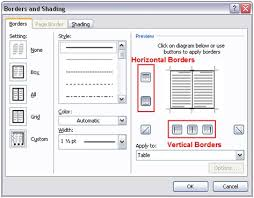 Borders and Shading
Borders
Page Border
Shading
Setting:
None
Box
All
Grid
Custom
Style:
Color:
Automatic
Width:
1 ½ pt
Preview
Click on diagram below or use
buttons to apply borders
Horizontal Borders
Vertical Borders
Apply to:
Table
Options...
OK
Cancel